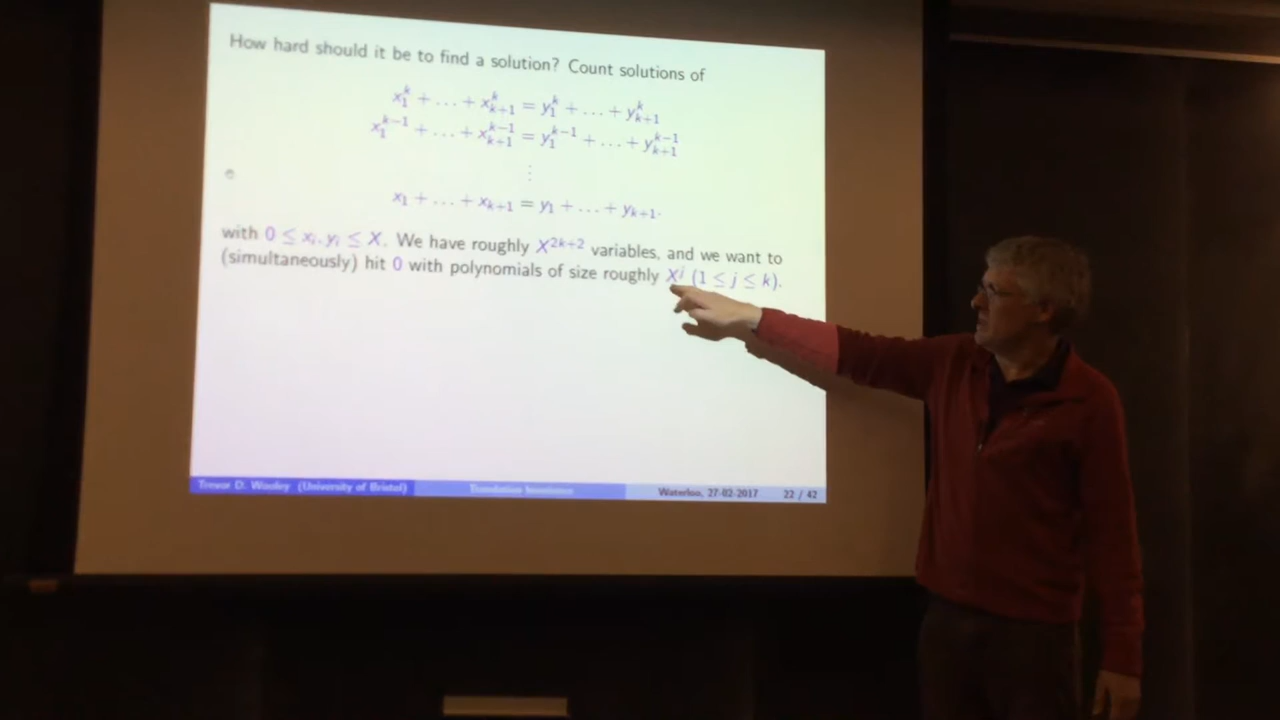 How hard should it be to find a solution? Count solutions of
x_1^k + … + x_{k+1}^k = y_1^k + … + y_{k+1}^k
x_1^{k−1} + … + x_{k+1}^{k−1} = y_1^{k−1} + … + y_{k+1}^{k−1}
⋮
x_1 + … + x_{k+1} = y_1 + … + y_{k+1}.
with 0 ≤ x_i, y_i ≤ X. We have roughly X^{2k+2} variables, and we want to
(simultaneously) hit 0 with polynomials of size roughly X^j (1 ≤ j ≤ k).
Trevor D. Wooley (University of Bristol) Translation Invariance Waterloo, 27-02-2017 22 / 42